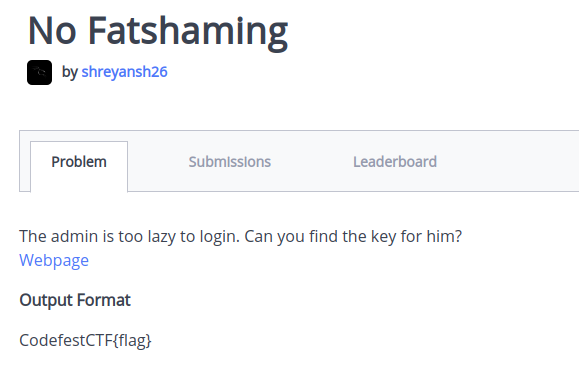 No Fatshaming
by shreyansh26
Problem
Submissions
Leaderboard
The admin is too lazy to login. Can you find the key for him?
Webpage
Output Format
CodefestCTF{flag}